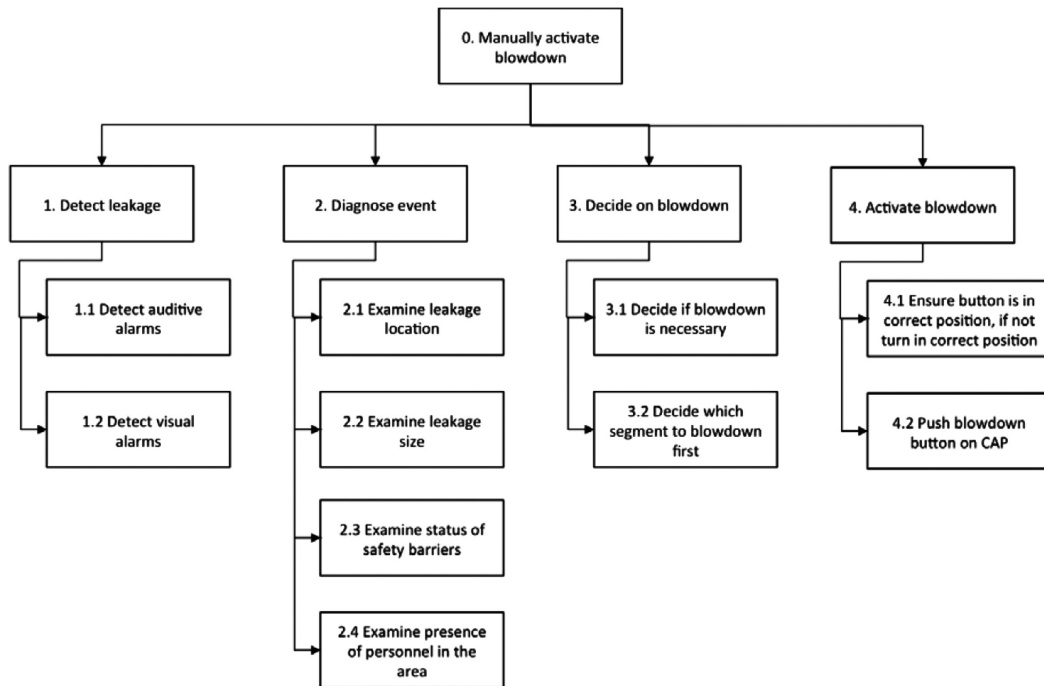 0. Manually activate
blowdown
1. Detect leakage
2. Diagnose event
3. Decide on blowdown
4. Activate blowdown
1.1 Detect auditive
alarms
2.1 Examine leakage
location
3.1 Decide if blowdown
is necessary
4.1 Ensure button is in
correct position, if not
turn in correct position
1.2 Detect visual
alarms
2.2 Examine leakage
size
3.2 Decide which
segment to blowdown
first
4.2 Push blowdown
button on CAP
2.3 Examine status of
safety barriers
2.4 Examine presence
of personnel in the
area